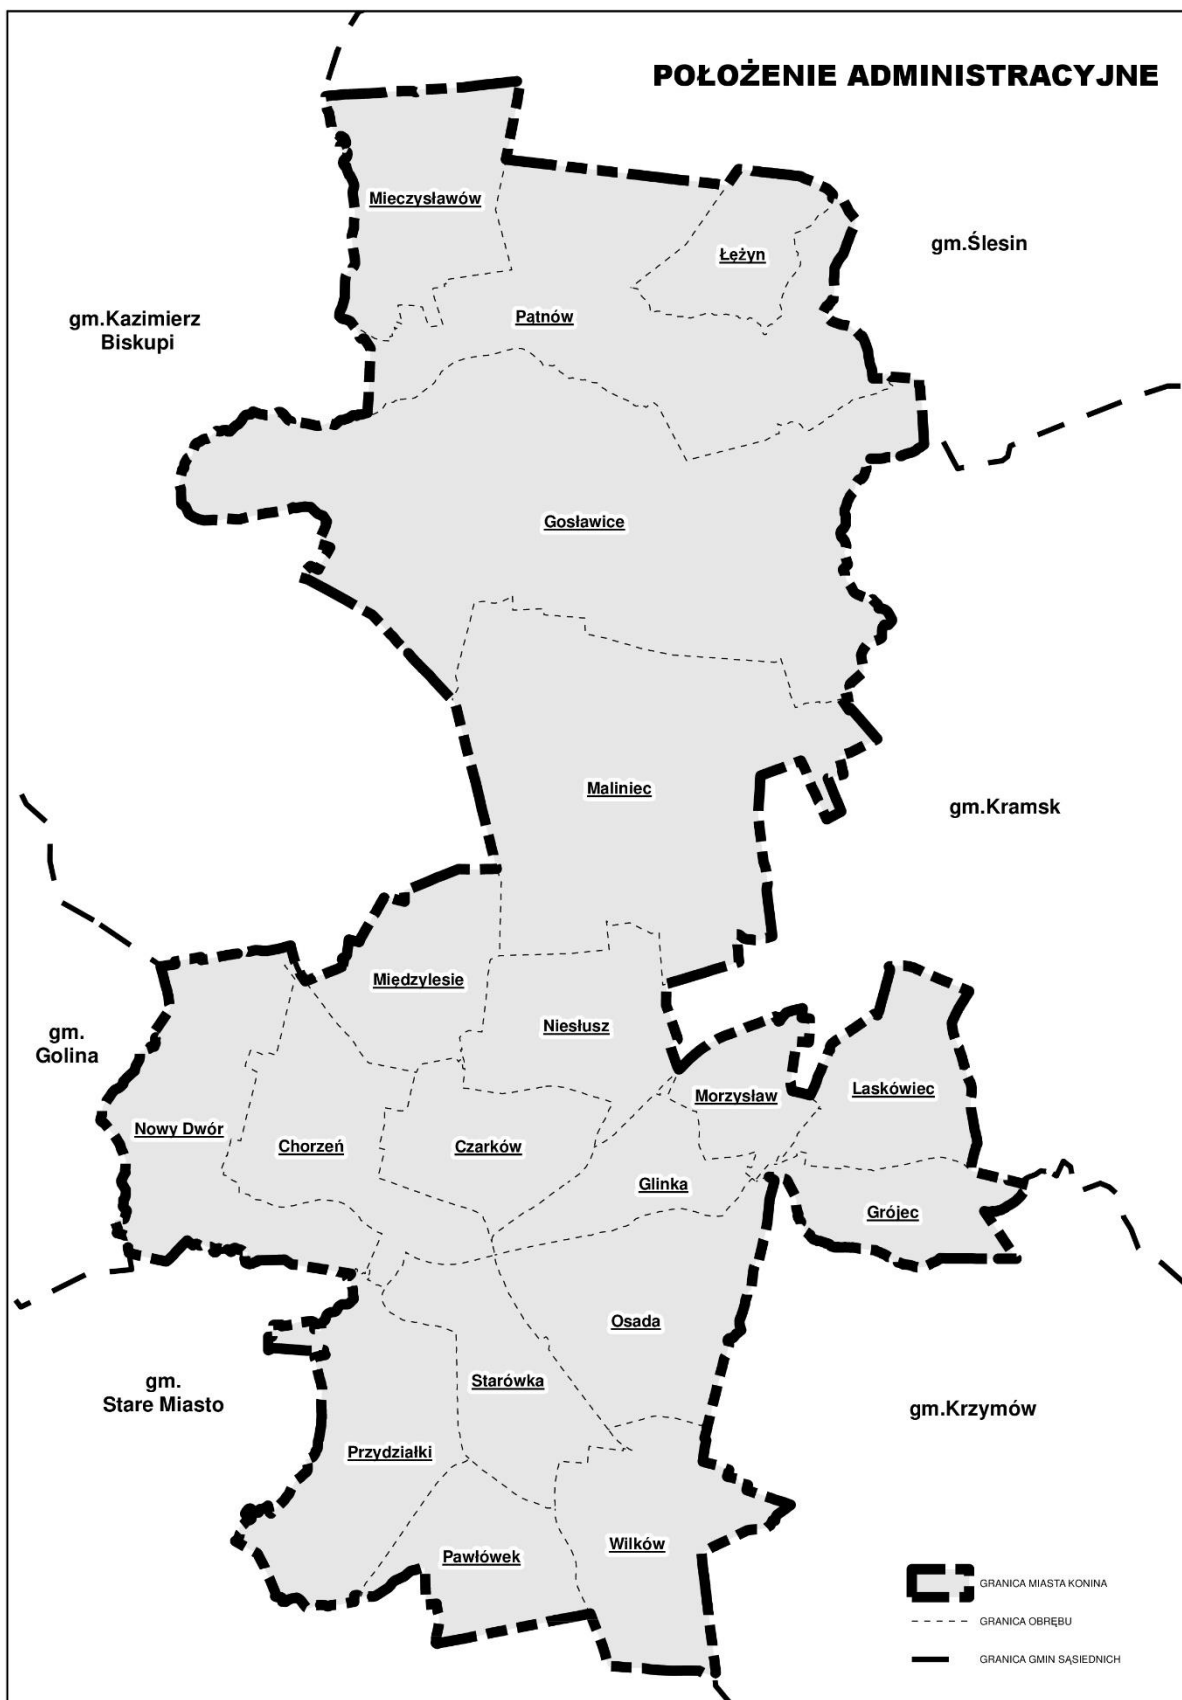 POŁOŻENIE ADMINISTRACYJNE
Mieczysławów
Łężyn
gm.Ślesin
gm.Kazimierz
Biskupi
Pątnów
Gosławice
Maliniec
gm.Kramsk
Międzylesie
Niesłusz
gm.
Golina
Morzysław
Laskówiec
Nowy Dwór
Chorzeń
Czarków
Glinka
Grójec
Osada
gm.
Stare Miasto
Starówka
gm.Krzymów
Przydziałki
Pawłówek
Wilków
GRANICA MIASTA KONINA
GRANICA OBRĘBU
GRANICA GMIN SĄSIEDNICH